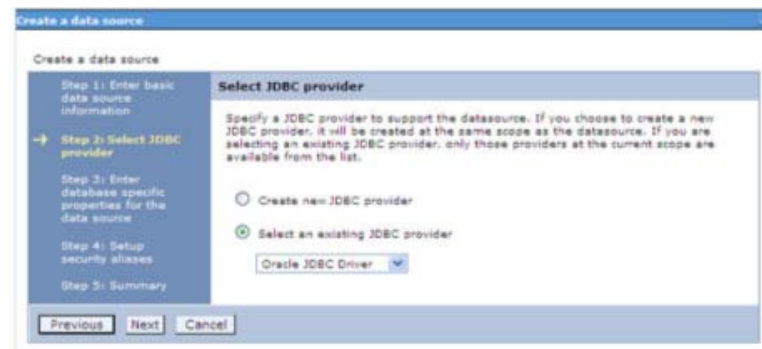 Create a data source
Create a data source
Step 1: Enter basic
data source
information
Step 2: Select JDBC
provider
Step 3: Enter
database specific
properties for the
data source
Step 4: Setup
security aliases
Step 5: Summary
Select JDBC provider
Specify a JDBC provider to support the datasource. If you choose to create a new
JDBC provider, it will be created at the same scope as the datasource. If you are
selecting an existing JDBC provider, only those providers at the current scope are
available from the list.
Create new JDBC provider
Select an existing JDBC provider
Oracle JDBC Driver
Previous Next Cancel